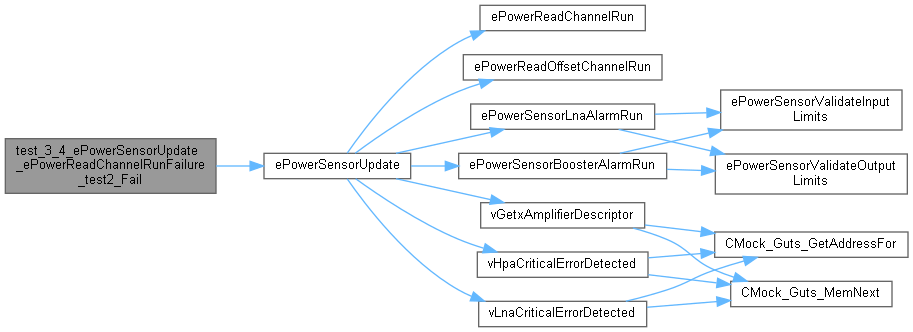 test_3_4_ePowerSensorUpdate
_ePowerReadChannelRunFailure
_test2_Fail
ePowerSensorUpdate
ePowerReadChannelRun
ePowerReadOffsetChannelRun
ePowerSensorLnaAlarmRun
ePowerSensorBoosterAlarmRun
vGetxAmplifierDescriptor
vHpaCriticalErrorDetected
vLnaCriticalErrorDetected
ePowerSensorValidateInput
Limits
ePowerSensorValidateOutput
Limits
CMock_Guts_GetAddressFor
CMock_Guts_MemNext